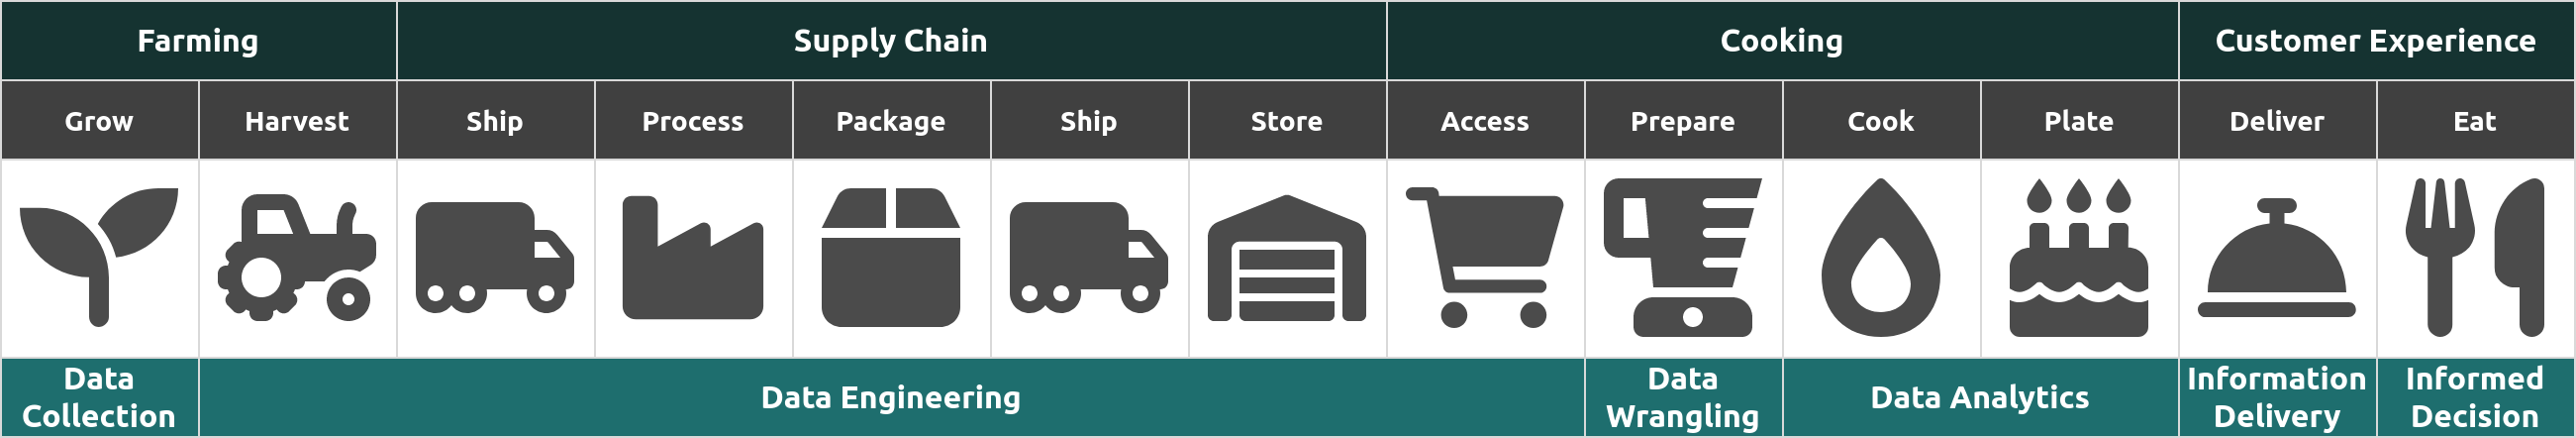 Farming
Supply Chain
Cooking
Customer Experience
Grow
Harvest
Ship
Process
Package
Ship
Store
Access
Prepare
Cook
Plate
Deliver
Eat
Data
Collection
Data Engineering
Data
Wrangling
Data Analytics
Information
Delivery
Informed
Decision